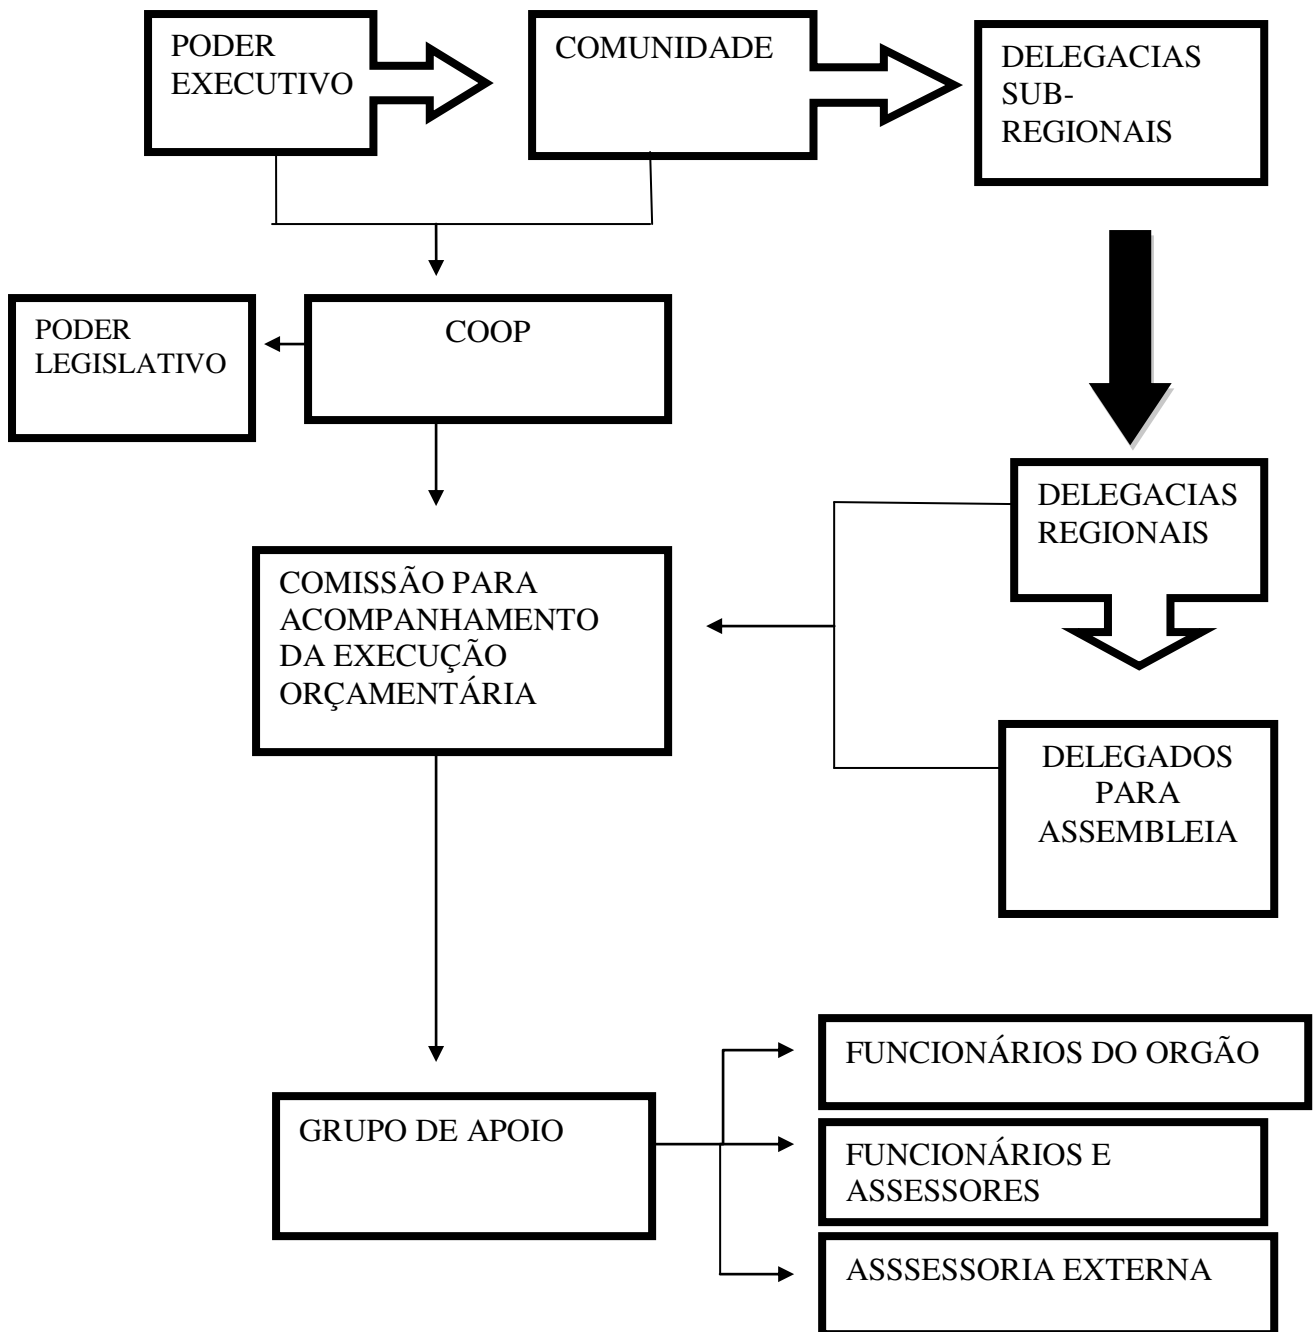 PODER
EXECUTIVO
COMUNIDADE
DELEGACIAS
SUB-
REGIONAIS
PODER
LEGISLATIVO
COOP
DELEGACIAS
REGIONAIS
COMISSÃO PARA
ACOMPANHAMENTO
DA EXECUÇÃO
ORÇAMENTÁRIA
DELEGADOS
PARA
ASSEMBLEIA
GRUPO DE APOIO
FUNCIONÁRIOS DO ORGÃO
FUNCIONÁRIOS E
ASSESSORES
ASSSESSORIA EXTERNA